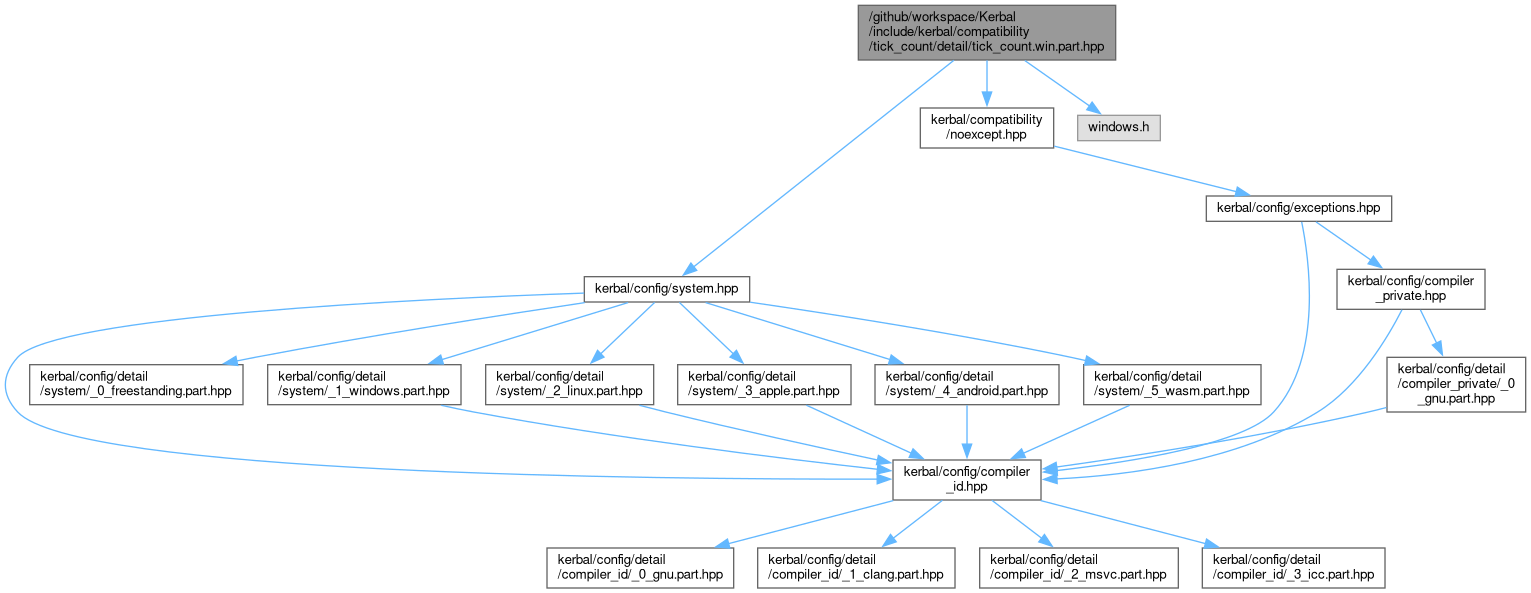 /github/workspace/Kerbal
/include/kerbal/compatibility
/tick_count/detail/tick_count.win.part.hpp
kerbal/compatibility
/noexcept.hpp
windows.h
kerbal/config/exceptions.hpp
kerbal/config/system.hpp
kerbal/config/compiler
_private.hpp
kerbal/config/detail
/system/_0_freestanding.part.hpp
kerbal/config/detail
/system/_1_windows.part.hpp
kerbal/config/detail
/system/_2_linux.part.hpp
kerbal/config/detail
/system/_3_apple.part.hpp
kerbal/config/detail
/system/_4_android.part.hpp
kerbal/config/detail
/system/_5_wasm.part.hpp
kerbal/config/detail
/compiler_private/_0
_gnu.part.hpp
kerbal/config/compiler
_id.hpp
kerbal/config/detail
/compiler_id/_0_gnu.part.hpp
kerbal/config/detail
/compiler_id/_1_clang.part.hpp
kerbal/config/detail
/compiler_id/_2_msvc.part.hpp
kerbal/config/detail
/compiler_id/_3_icc.part.hpp